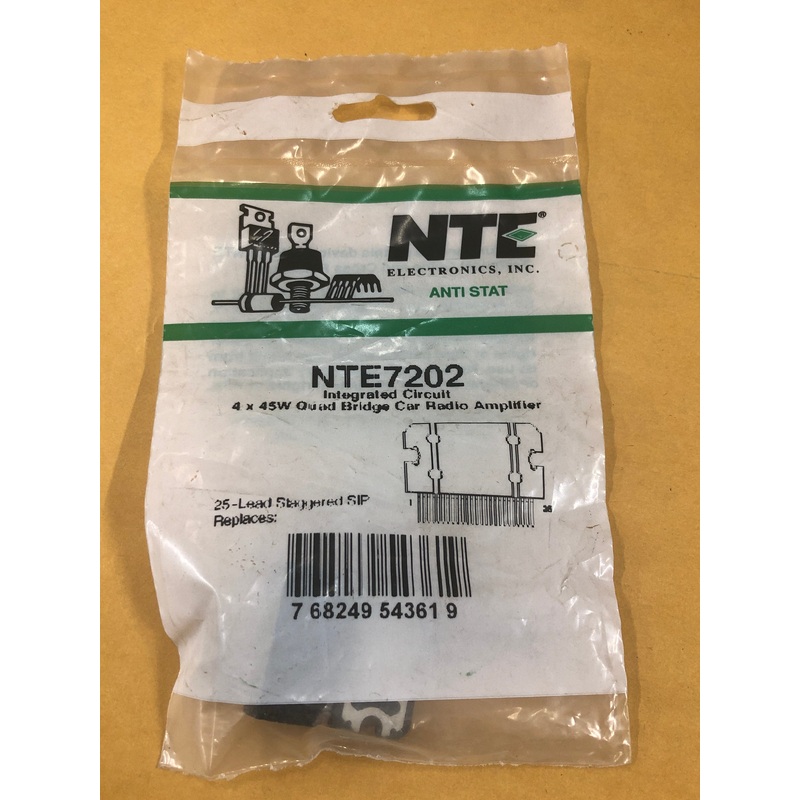 NTE®
ELECTRONICS, INC.
ANTI STAT
NTE7202
Integrated Circuit
4 x 45W Quad Bridge Car Radio Amplifier
25-Lead Staggered SIP
Replaces:
1
7 68249 54361 9